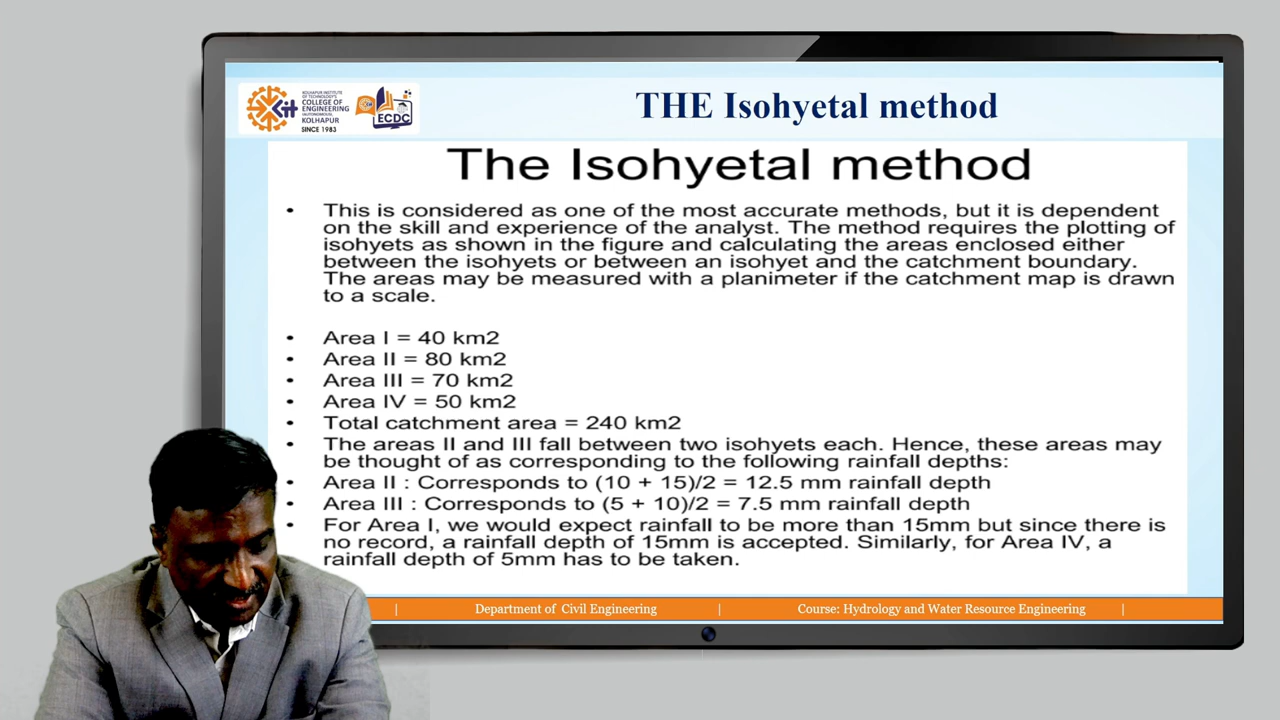 KOLHAPUR INSTITUTE
OF TECHNOLOGY'S
COLLEGE OF
ENGINEERING
(AUTONOMOUS),
KOLHAPUR
SINCE 1983
ECDC
THE Isohyetal method
The Isohyetal method
• This is considered as one of the most accurate methods, but it is dependent
on the skill and experience of the analyst. The method requires the plotting of
isohyets as shown in the figure and calculating the areas enclosed either
between the isohyets or between an isohyet and the catchment boundary.
The areas may be measured with a planimeter if the catchment map is drawn
to a scale.
• Area I = 40 km2
• Area II = 80 km2
• Area III = 70 km2
• Area IV = 50 km2
• Total catchment area = 240 km2
• The areas II and III fall between two isohyets each. Hence, these areas may
be thought of as corresponding to the following rainfall depths:
• Area II : Corresponds to (10 + 15)/2 = 12.5 mm rainfall depth
• Area III : Corresponds to (5 + 10)/2 = 7.5 mm rainfall depth
• For Area I, we would expect rainfall to be more than 15mm but since there is
no record, a rainfall depth of 15mm is accepted. Similarly, for Area IV, a
rainfall depth of 5mm has to be taken.
| Department of Civil Engineering | Course: Hydrology and Water Resource Engineering |